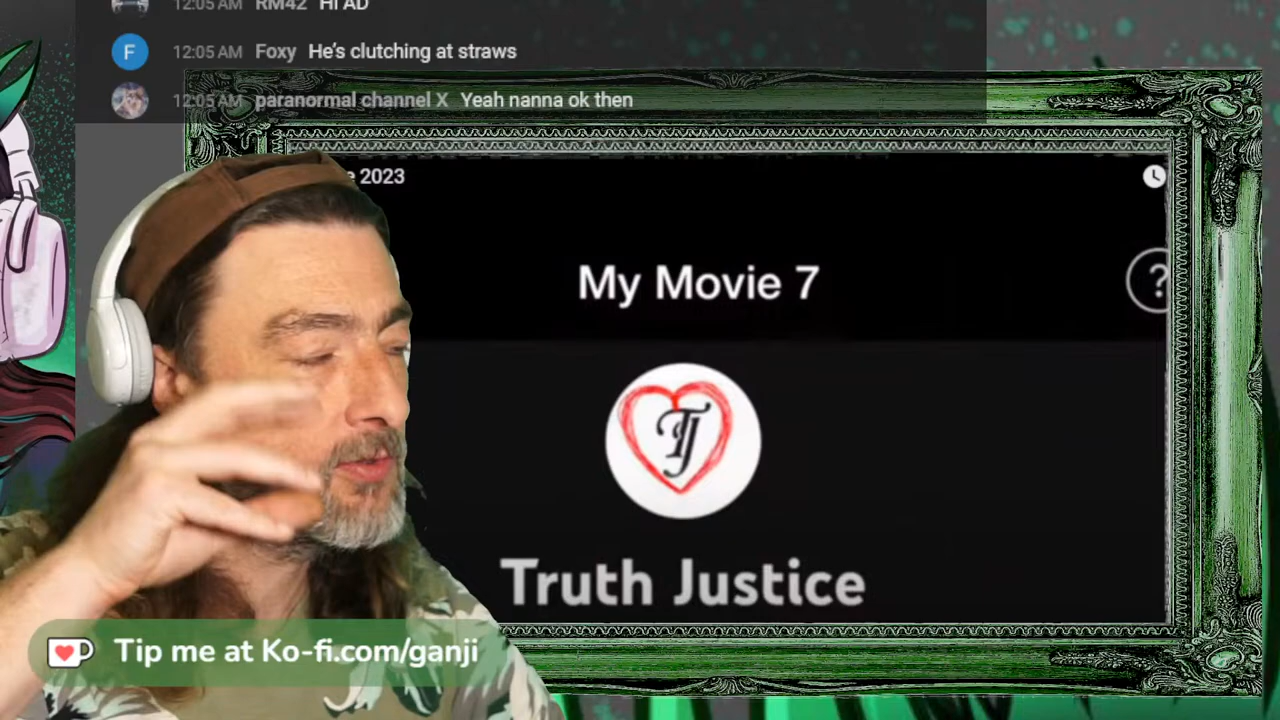 12:05 AM RM42 Hi AD
F 12:05 AM Foxy He's clutching at straws
12:05 AM paranormal channel X Yeah nanna ok then
2023
My Movie 7
?
TJ
Truth Justice
Tip me at Ko-fi.com/ganji